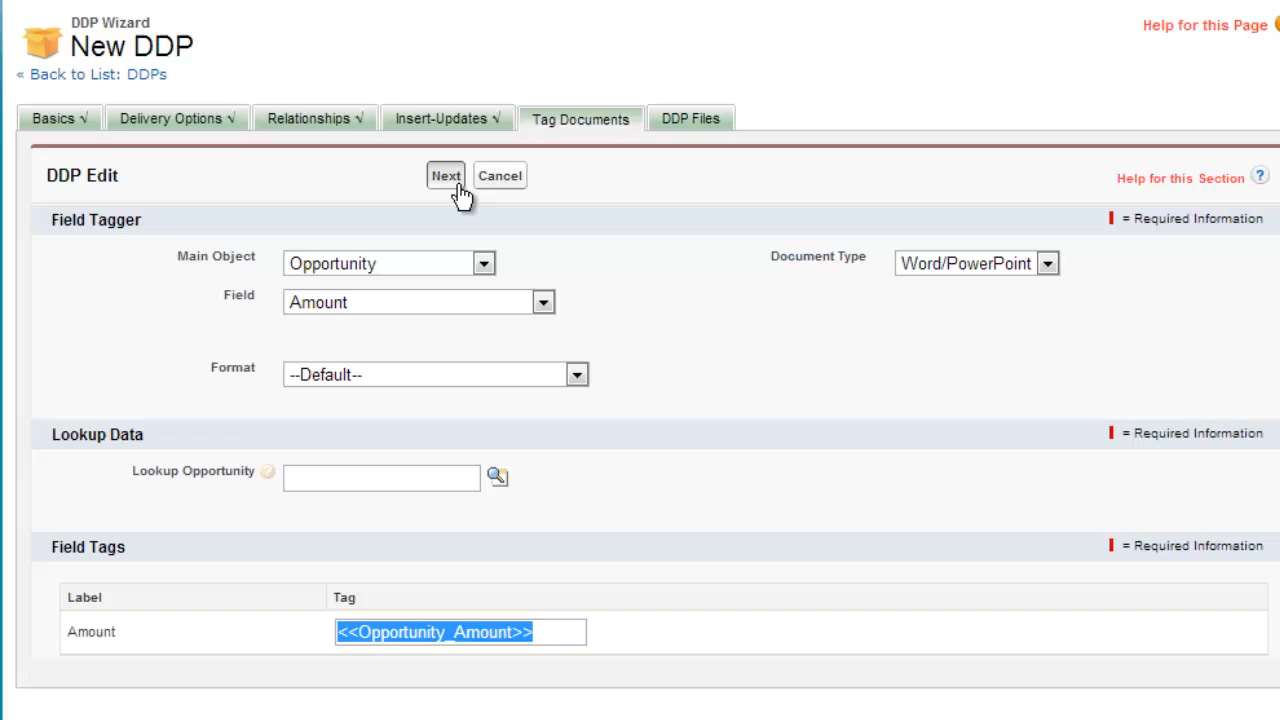 DDP Wizard
New DDP
Help for this Page
« Back to List: DDPs
Basics √ Delivery Options √ Relationships √ Insert-Updates √ Tag Documents DDP Files
DDP Edit Next Cancel Help for this Section ?
Field Tagger = Required Information
Main Object Opportunity Document Type Word/PowerPoint
Field Amount
Format --Default--
Lookup Data = Required Information
Lookup Opportunity
Field Tags = Required Information
Label Tag
Amount <<Opportunity_Amount>>